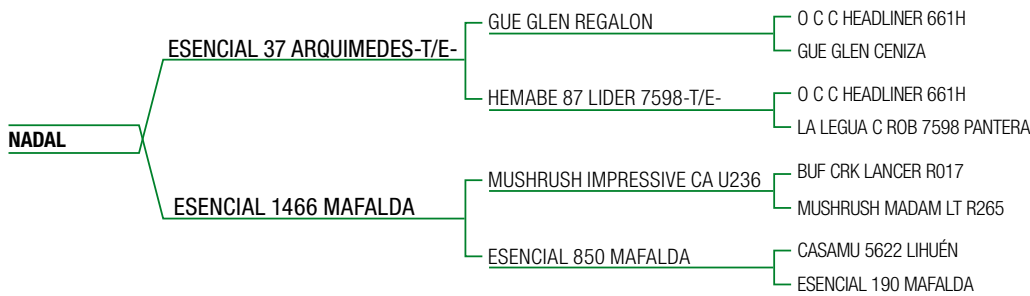 GUE GLEN REGALON
O C C HEADLINER 661H
GUE GLEN CENIZA
ESENCIAL 37 ARQUIMEDES-T/E-
HEMABE 87 LIDER 7598-T/E-
O C C HEADLINER 661H
LA LEGUA C ROB 7598 PANTERA
NADAL
MUSHRUSH IMPRESSIVE CA U236
BUF CRK LANCER R017
MUSHRUSH MADAM LT R265
ESENCIAL 1466 MAFALDA
ESENCIAL 850 MAFALDA
CASAMU 5622 LIHUÉN
ESENCIAL 190 MAFALDA